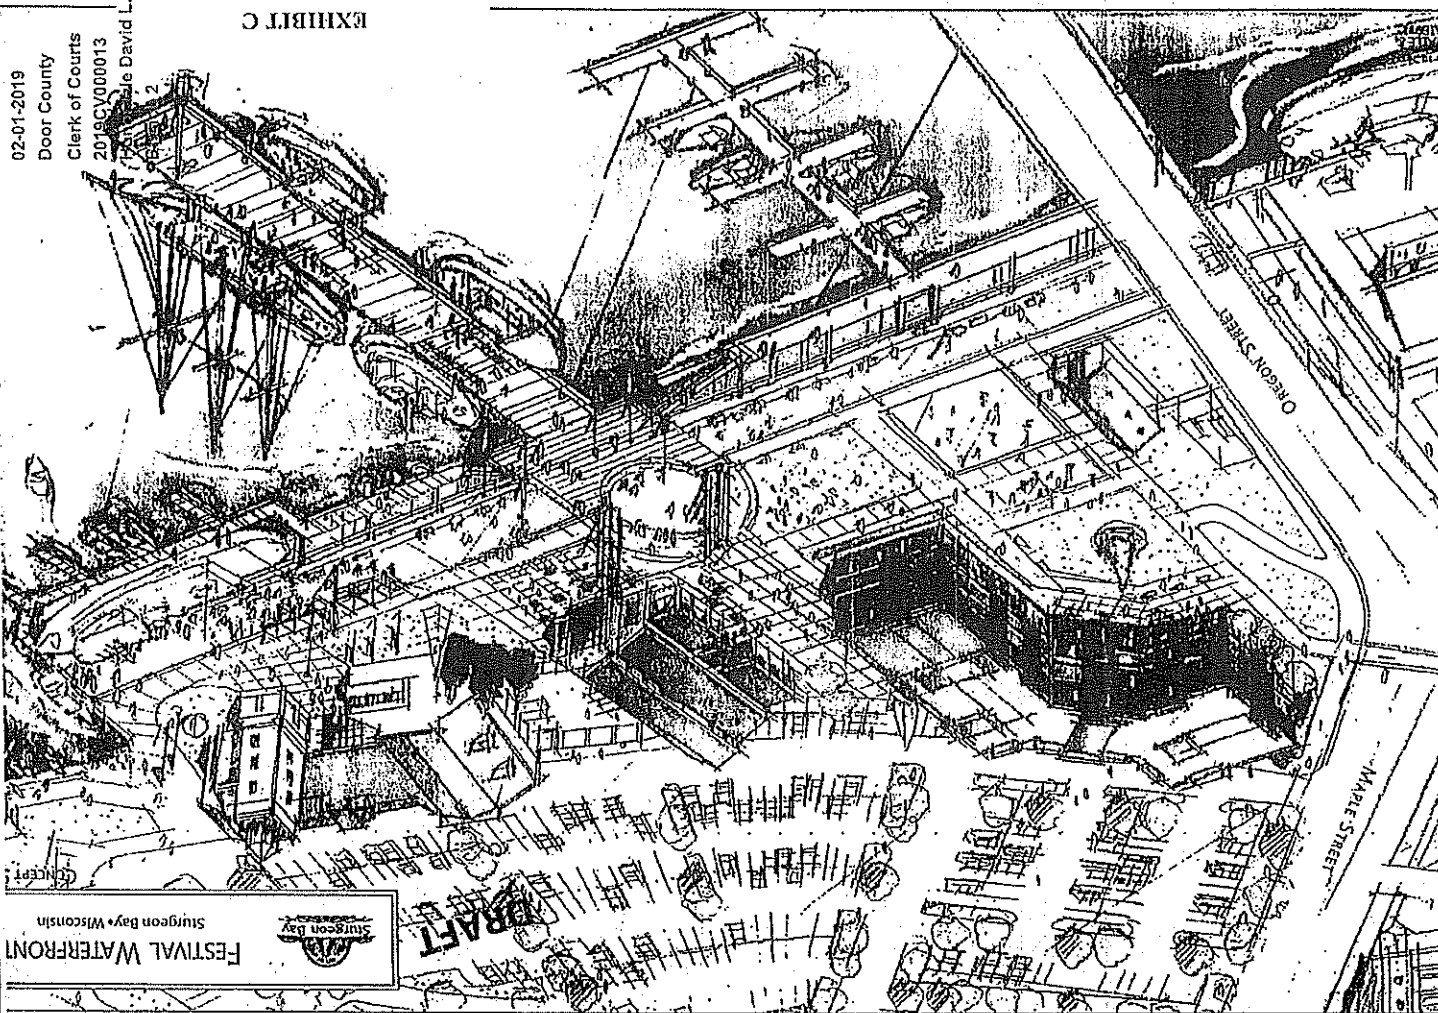 02-01-2019
Door County
Clerk of Courts
2019CV000013
David L.
EXHIBIT C
OREGON STREET
MAPLE STREET
DRAFT
CONCEPT
Sturgeon Bay
FESTIVAL WATERFRONT
Sturgeon Bay • Wisconsin